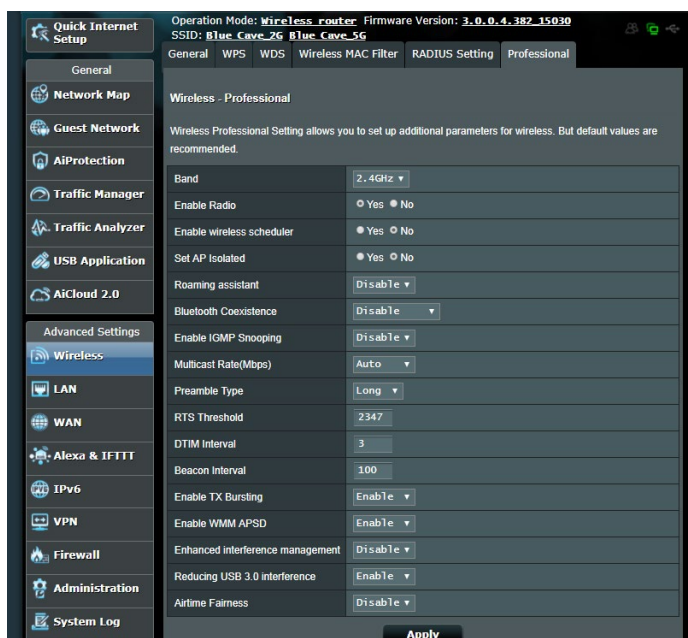 Quick Internet
Setup
General
Network Map
Guest Network
AiProtection
Traffic Manager
Traffic Analyzer
USB Application
AiCloud 2.0
Advanced Settings
Wireless
LAN
WAN
Alexa & IFTTT
IPv6
VPN
Firewall
Administration
System Log
Operation Mode: Wireless router Firmware Version: 3.0.0.4.382_15030
SSID: Blue Cave_2G Blue Cave_5G
General WPS WDS Wireless MAC Filter RADIUS Setting Professional
Wireless - Professional
Wireless Professional Setting allows you to set up additional parameters for wireless. But default values are
recommended.
Band 2.4GHz
Enable Radio Yes No
Enable wireless scheduler Yes No
Set AP Isolated Yes No
Roaming assistant Disable
Bluetooth Coexistence Disable
Enable IGMP Snooping Disable
Multicast Rate(Mbps) Auto
Preamble Type Long
RTS Threshold 2347
DTIM Interval 3
Beacon Interval 100
Enable TX Bursting Enable
Enable WMM APSD Enable
Enhanced interference management Disable
Reducing USB 3.0 interference Enable
Airtime Fairness Disable
Apply